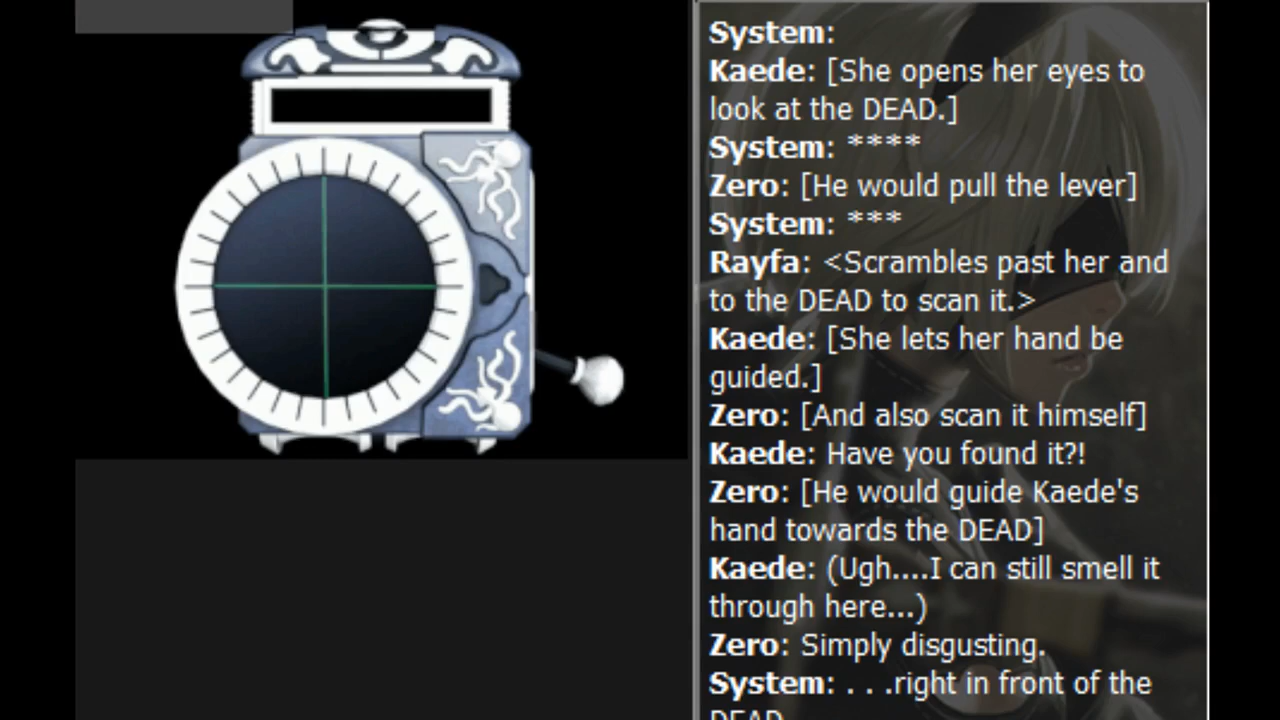 System:
Kaede: [She opens her eyes to
look at the DEAD.]
System: ****
Zero: [He would pull the lever]
System: ***
Rayfa: <Scrambles past her and
to the DEAD to scan it.>
Kaede: [She lets her hand be
guided.]
Zero: [And also scan it himself]
Kaede: Have you found it?!
Zero: [He would guide Kaede's
hand towards the DEAD]
Kaede: (Ugh....I can still smell it
through here...)
Zero: Simply disgusting.
System: . . .right in front of the
DEAD